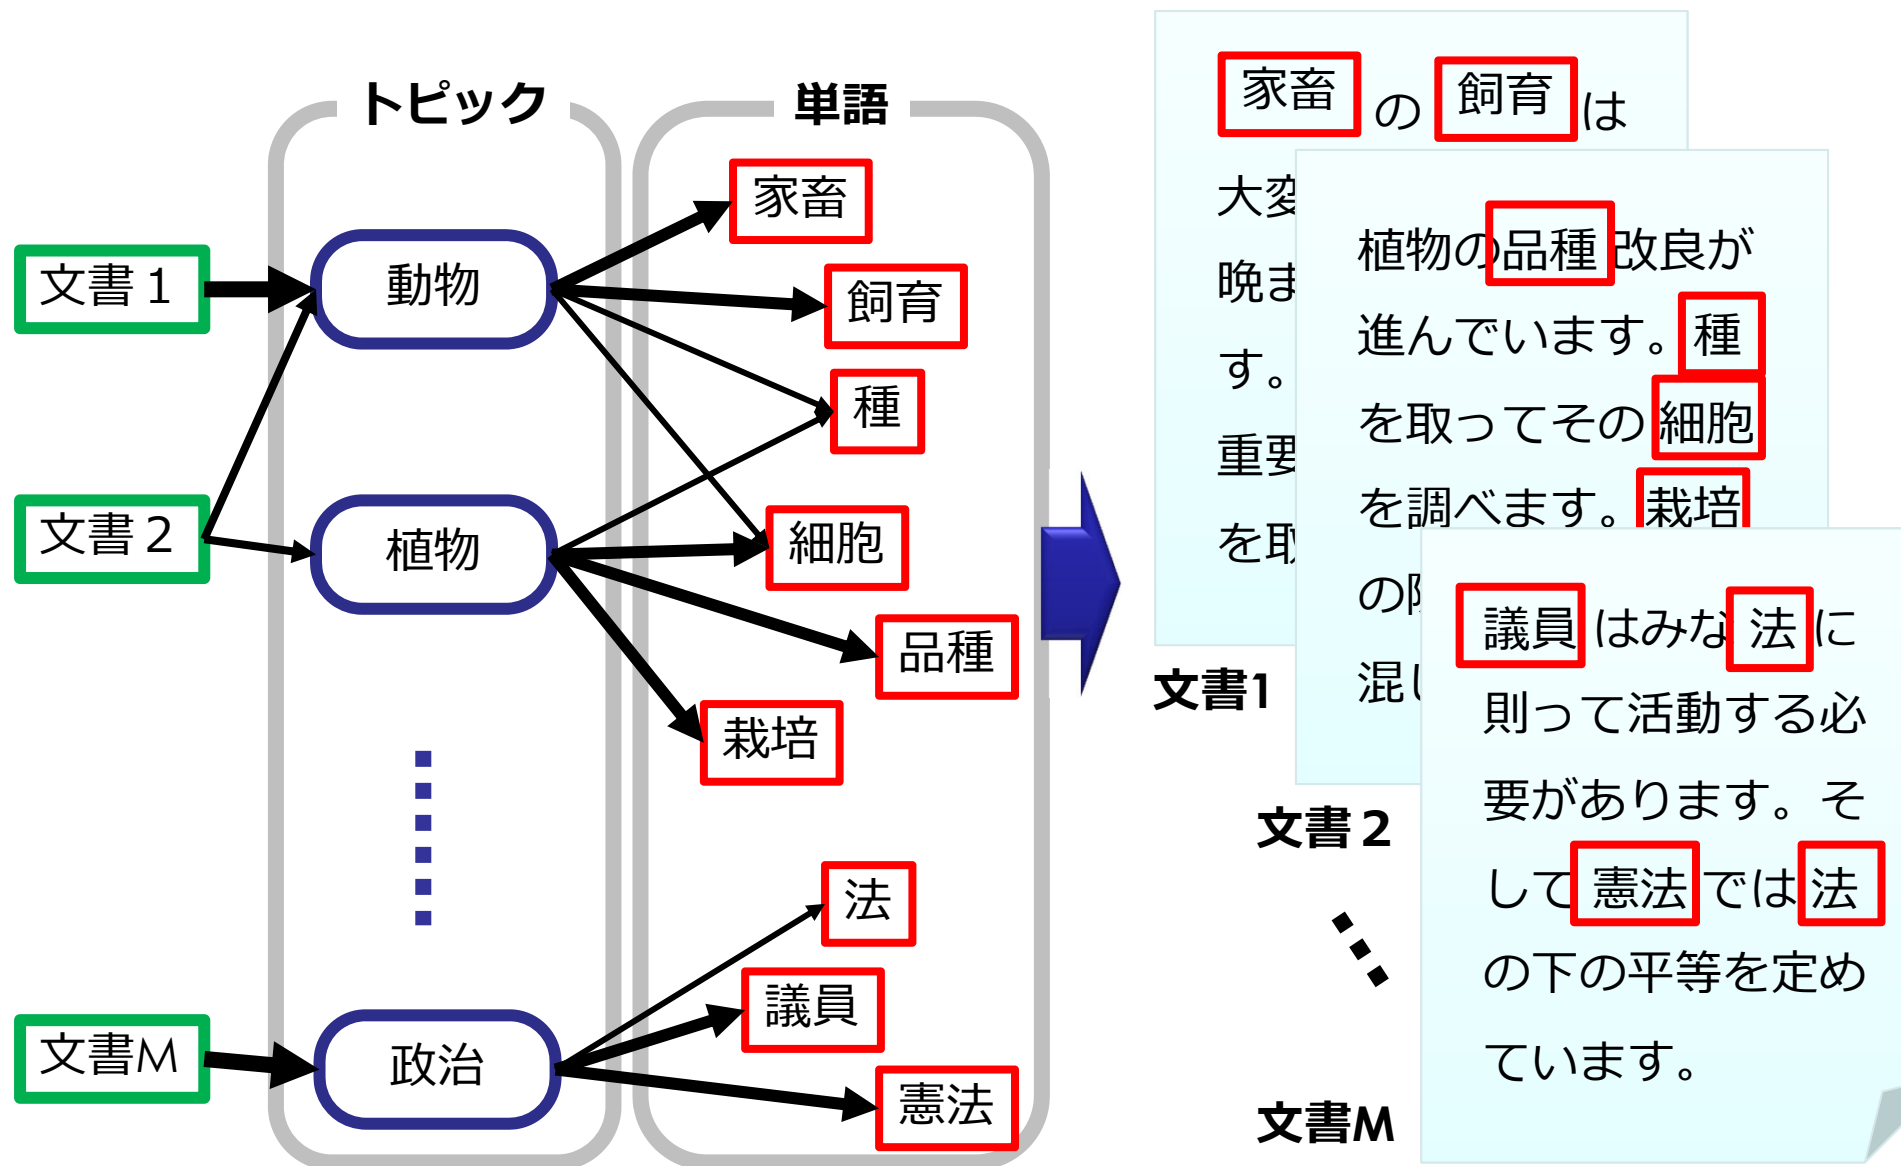 トピック
単語
文書１
文書２
文書M
動物
植物
政治
家畜
飼育
種
細胞
品種
栽培
法
議員
憲法
家畜の飼育は
大変
晩ま
す。
重要
を取
文書1
植物の品種改良が
進んでいます。種
を取ってその細胞
を調べます。栽培
の
混じ
文書２
議員はみな法に
則って活動する必
要があります。そ
して憲法では法
の下の平等を定め
ています。
文書M